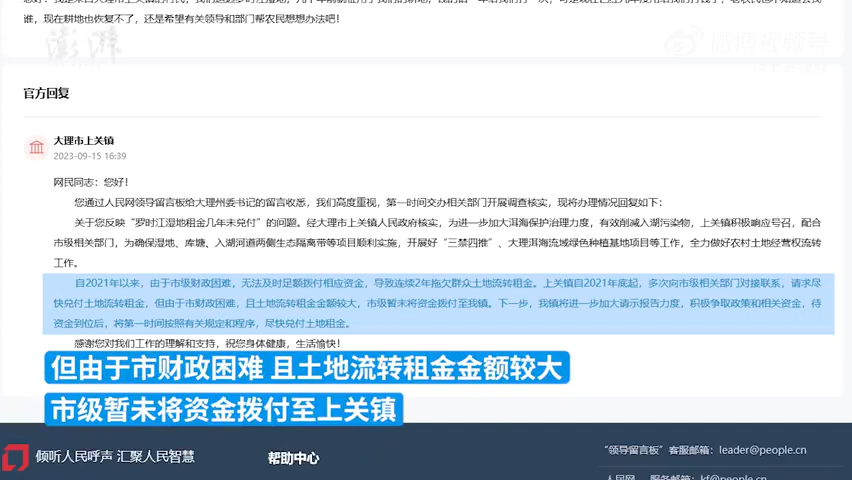 谁，现在耕地也恢复不了，还是希望有关领导和部门帮农民想想办法吧！
澎湃
微博视频号
官方回复
大理市上关镇
2023-09-15 16:39
网民同志：您好！
您通过人民网领导留言板给大理州委书记的留言收悉，我们高度重视，第一时间交办相关部门开展调查核实，现将办理情况回复如下：
关于您反映“罗时江湿地租金几年未兑付”的问题。经大理市上关镇人民政府核实，为进一步加大洱海保护治理力度，有效削减入湖污染物，上关镇积极响应号召，配合
市级相关部门，为确保湿地、库塘、入湖河道两侧生态隔离带等项目顺利实施，开展好“三禁四推”、大理洱海流域绿色种植基地项目等工作，全力做好农村土地经营权流转
工作。
自2021年以来，由于市级财政困难，无法及时足额拨付相应资金，导致连续2年拖欠群众土地流转租金。上关镇自2021年底起，多次向市级相关部门对接联系，请求尽
快兑付土地流转租金，但由于市级财政困难，且土地流转租金金额较大，市级暂未将资金拨付至我镇。下一步，我镇将进一步加大请示报告力度，积极争取政策和相关资金，待
资金到位后，将第一时间按照有关规定和程序，尽快兑付土地租金。
感谢您对我们工作的理解和支持，祝您身体健康，生活愉快！
但由于市财政困难 且土地流转租金金额较大
市级暂未将资金拨付至上关镇
倾听人民呼声 汇聚人民智慧
帮助中心
“领导留言板”客服邮箱：leader@people.cn
人民网 服务邮箱：kf@people.cn